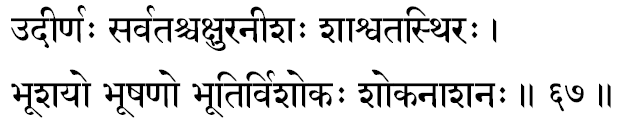 उदीर्णः सर्वतश्चक्षुरनीशः शाश्वतस्थिरः ।
भूशयो भूषणो भूतिर्विशोकः शोकनाशनः ॥ ६७ ॥